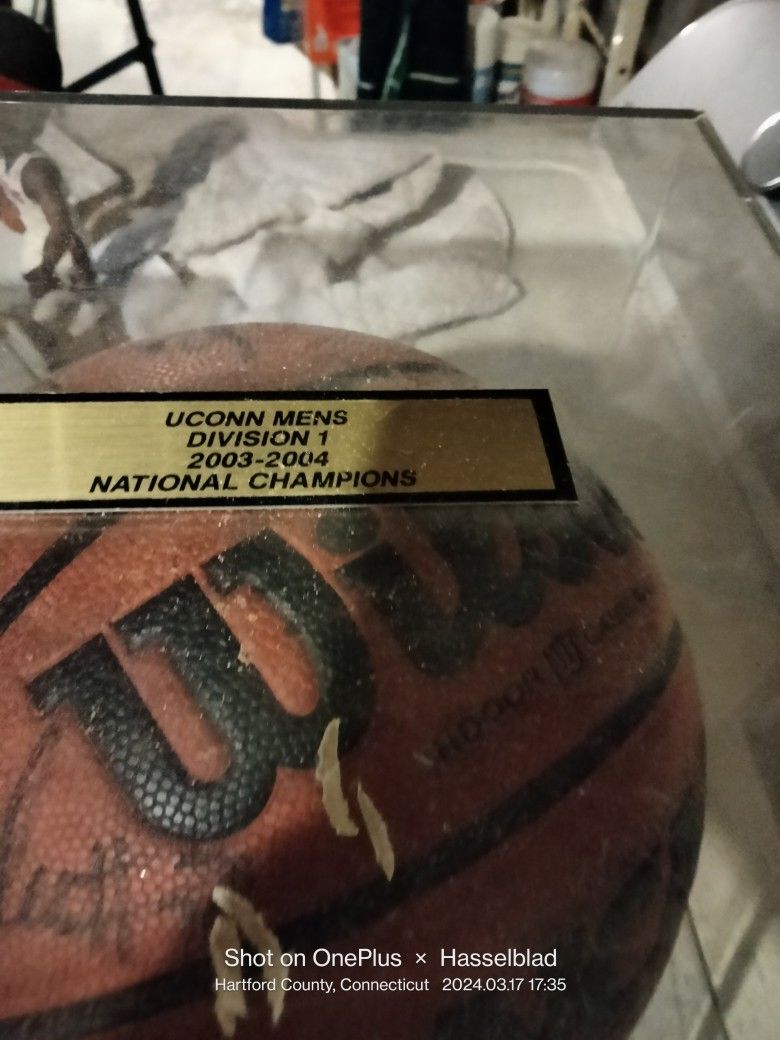 UCONN MENS
DIVISION 1
2003-2004
NATIONAL CHAMPIONS
Wilson
INDOOR
Shot on OnePlus × Hasselblad
Hartford County, Connecticut 2024.03.17 17:35